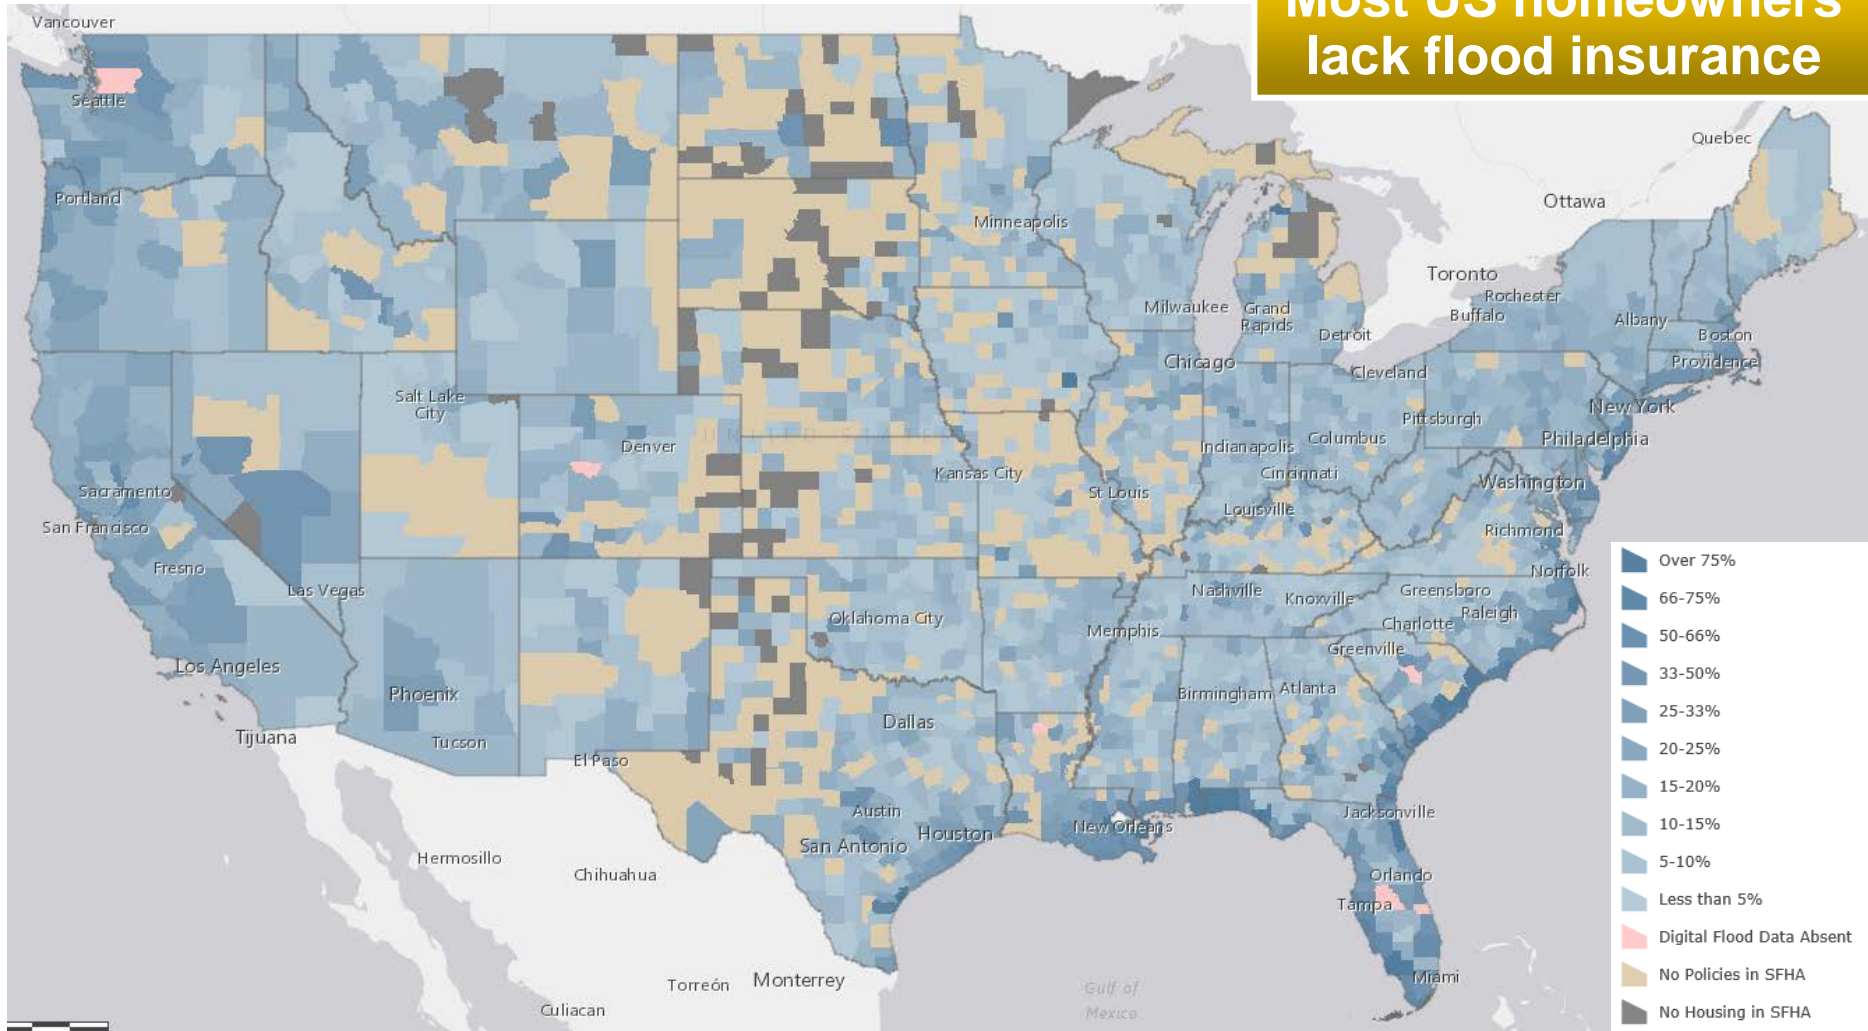 Most US homeowners
lack flood insurance
Vancouver
Seattle
Portland
Quebec
Ottawa
Minneapolis
Toronto
Rochester
Buffalo
Milwaukee
Grand
Rapids
Detroit
Albany
Boston
Providence
Chicago
Cleveland
Salt Lake
City
New York
Pittsburgh
Denver
UNITED STATES
Indianapolis
Columbus
Philadelphia
Kansas City
Cincinnati
Sacramento
St Louis
Washington
San Francisco
Louisville
Richmond
Fresno
Las Vegas
Norfolk
Nashville
Knoxville
Greensboro
Raleigh
Oklahoma City
Memphis
Charlotte
Greenville
Los Angeles
Phoenix
Birmingham
Atlanta
Dallas
Tijuana
Tucson
El Paso
Austin
Houston
New Orleans
Jacksonville
San Antonio
Hermosillo
Chihuahua
Orlando
Tampa
Torreón
Monterrey
Miami
Culiacan
Gulf of
Mexico
Over 75%
66-75%
50-66%
33-50%
25-33%
20-25%
15-20%
10-15%
5-10%
Less than 5%
Digital Flood Data Absent
No Policies in SFHA
No Housing in SFHA